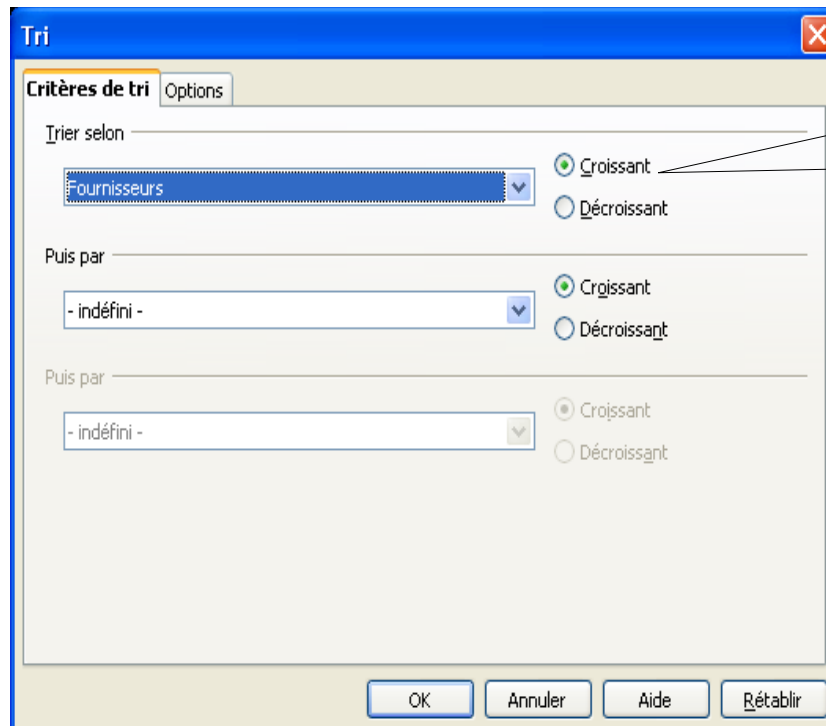 Tri
Critères de tri Options
Trier selon
Fournisseurs
Croissant
Décroissant
Puis par
- indéfini -
Croissant
Décroissant
Puis par
- indéfini -
Croissant
Décroissant
OK Annuler Aide Rétablir